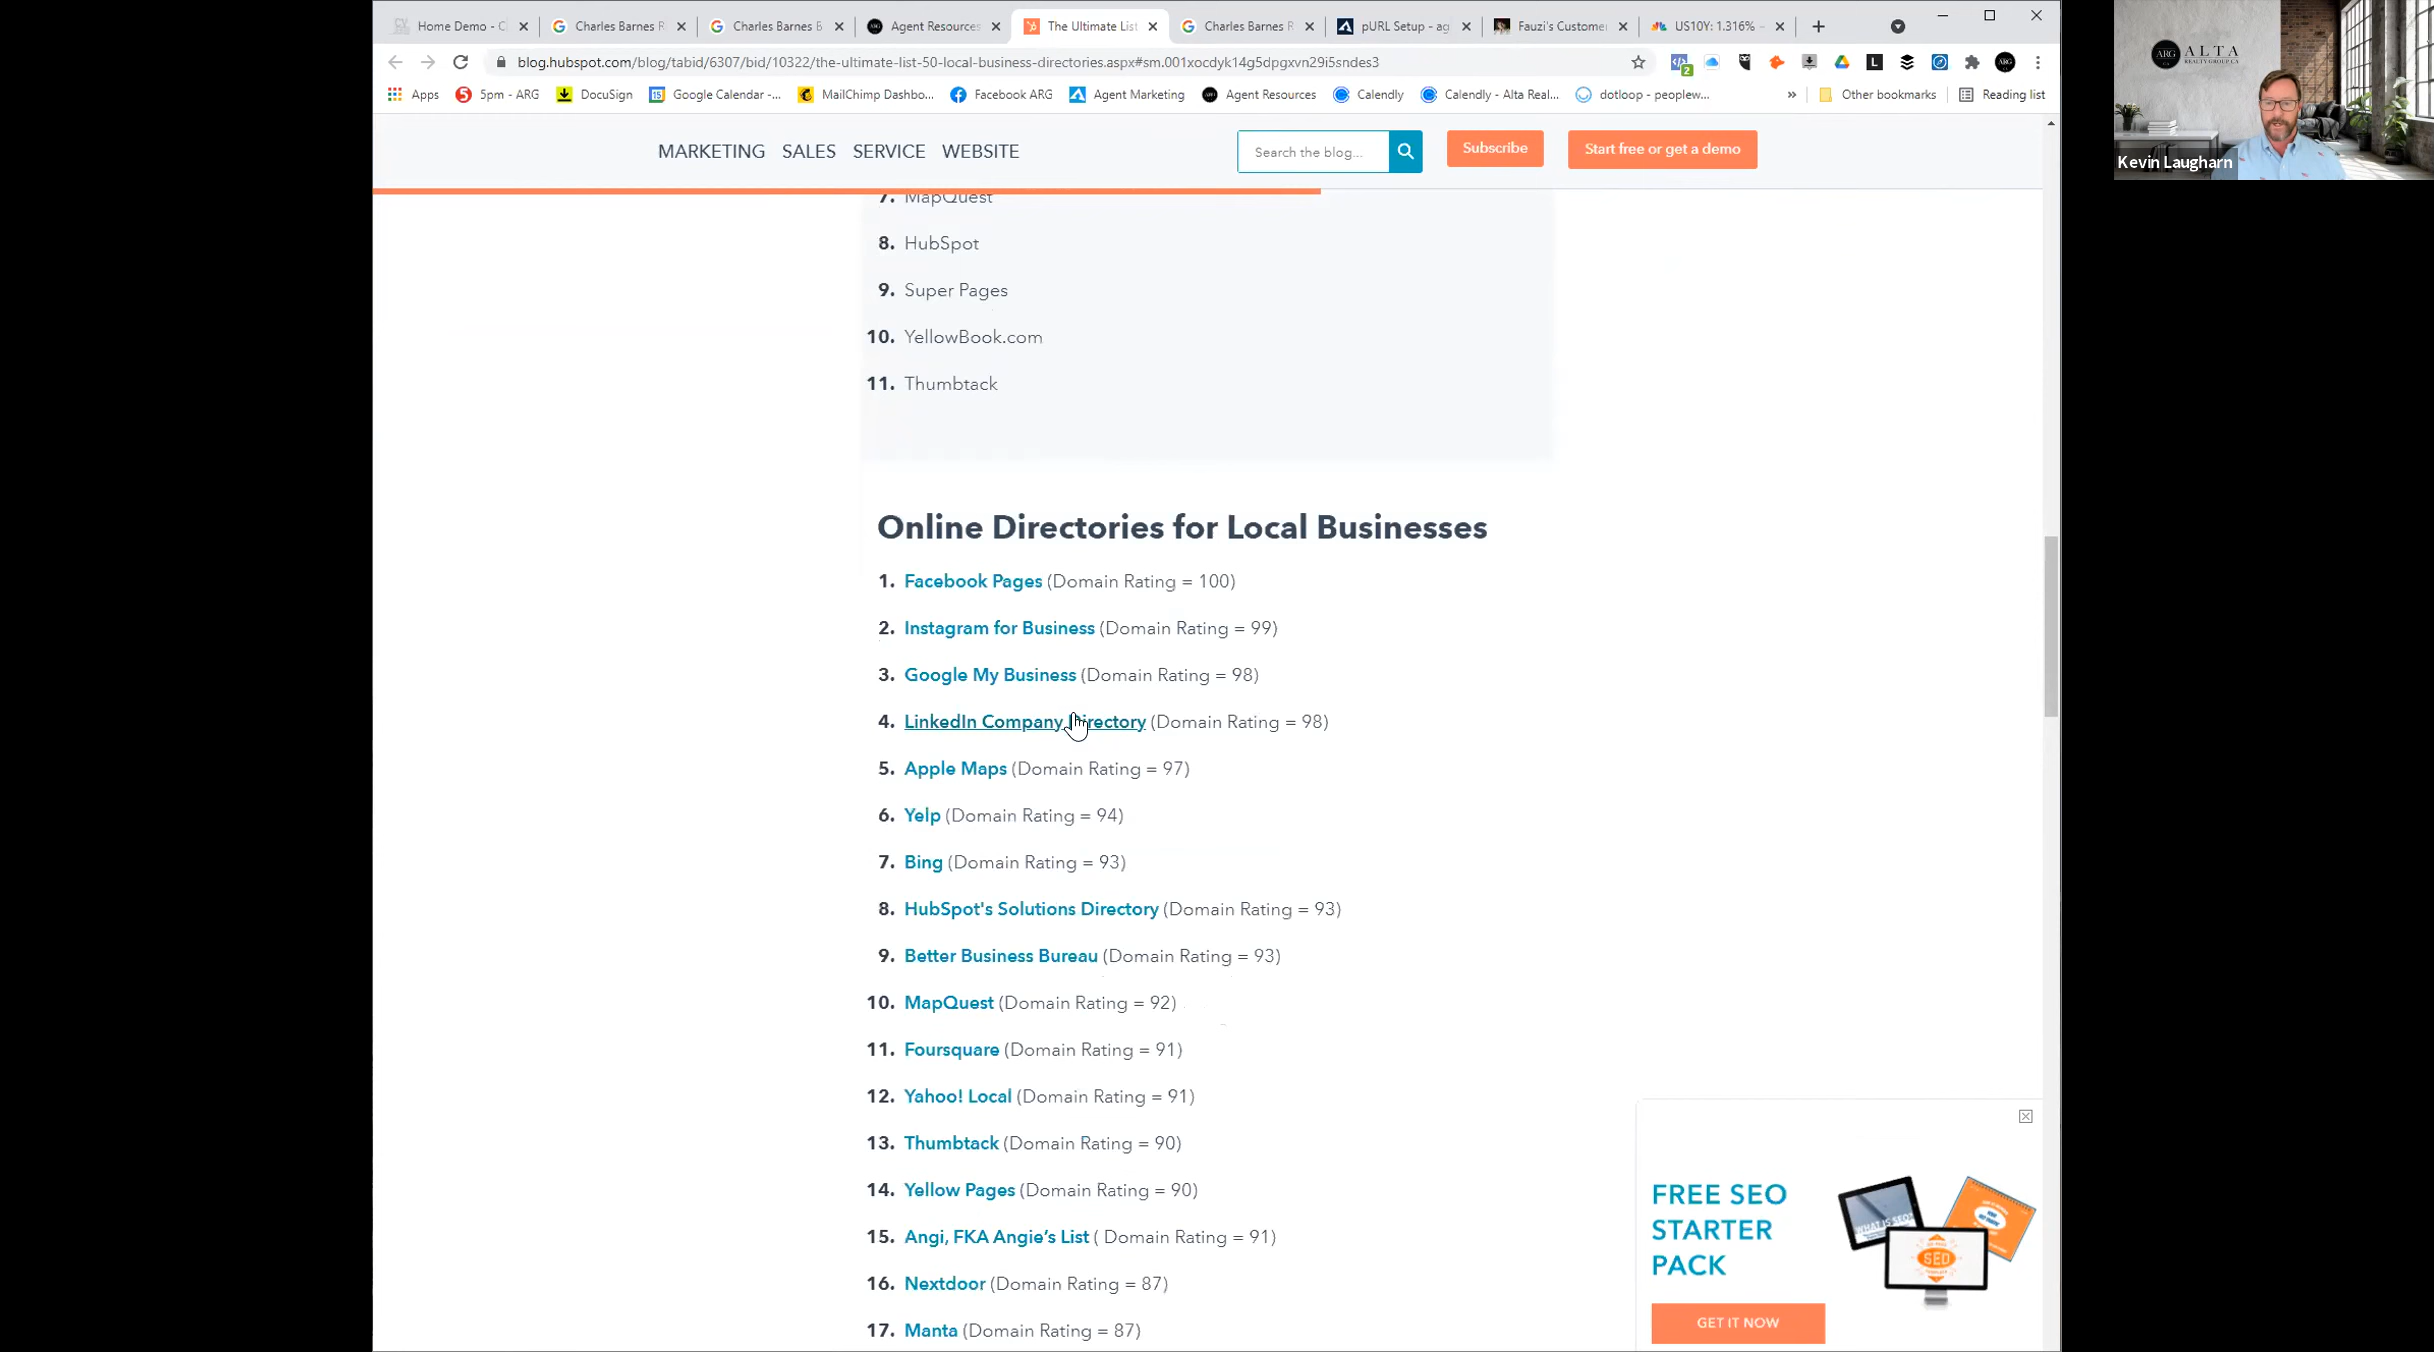 Home Demo - C
Charles Barnes R
Charles Barnes B
Agent Resources
The Ultimate List
Charles Barnes R
pURL Setup - ag
Fauzi's Customer
US10Y: 1.316% -
blog.hubspot.com/blog/tabid/6307/bid/10322/the-ultimate-list-50-local-business-directories.aspx#sm.001xocdyk14g5dpgxvn29i5sndes3
Apps
5pm - ARG
DocuSign
Google Calendar -...
MailChimp Dashbo...
Facebook ARG
Agent Marketing
Agent Resources
Calendly
Calendly - Alta Real...
dotloop - peoplew...
»
Other bookmarks
Reading list
ARG ALTA
REALTY GROUP CA
Kevin Laugharn
MARKETING SALES SERVICE WEBSITE
Search the blog...
Subscribe
Start free or get a demo
7. MapQuest
8. HubSpot
9. Super Pages
10. YellowBook.com
11. Thumbtack
Online Directories for Local Businesses
1. Facebook Pages (Domain Rating = 100)
2. Instagram for Business (Domain Rating = 99)
3. Google My Business (Domain Rating = 98)
4. LinkedIn Company Directory (Domain Rating = 98)
5. Apple Maps (Domain Rating = 97)
6. Yelp (Domain Rating = 94)
7. Bing (Domain Rating = 93)
8. HubSpot's Solutions Directory (Domain Rating = 93)
9. Better Business Bureau (Domain Rating = 93)
10. MapQuest (Domain Rating = 92)
11. Foursquare (Domain Rating = 91)
12. Yahoo! Local (Domain Rating = 91)
13. Thumbtack (Domain Rating = 90)
14. Yellow Pages (Domain Rating = 90)
15. Angi, FKA Angie's List ( Domain Rating = 91)
16. Nextdoor (Domain Rating = 87)
17. Manta (Domain Rating = 87)
FREE SEO
STARTER
PACK
WHAT IS SEO?
SEO
GET IT NOW